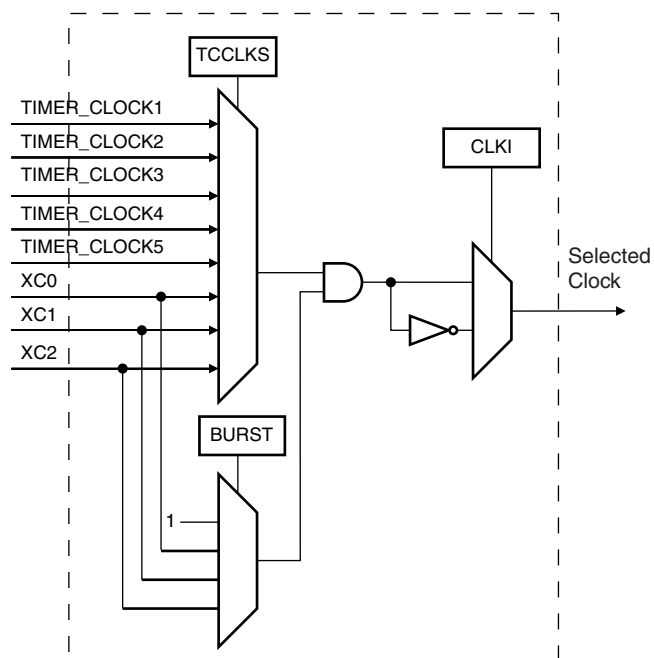 TCCLKS
TIMER_CLOCK1
TIMER_CLOCK2
TIMER_CLOCK3
TIMER_CLOCK4
TIMER_CLOCK5
XC0
XC1
XC2
CLKI
Selected
Clock
BURST
1